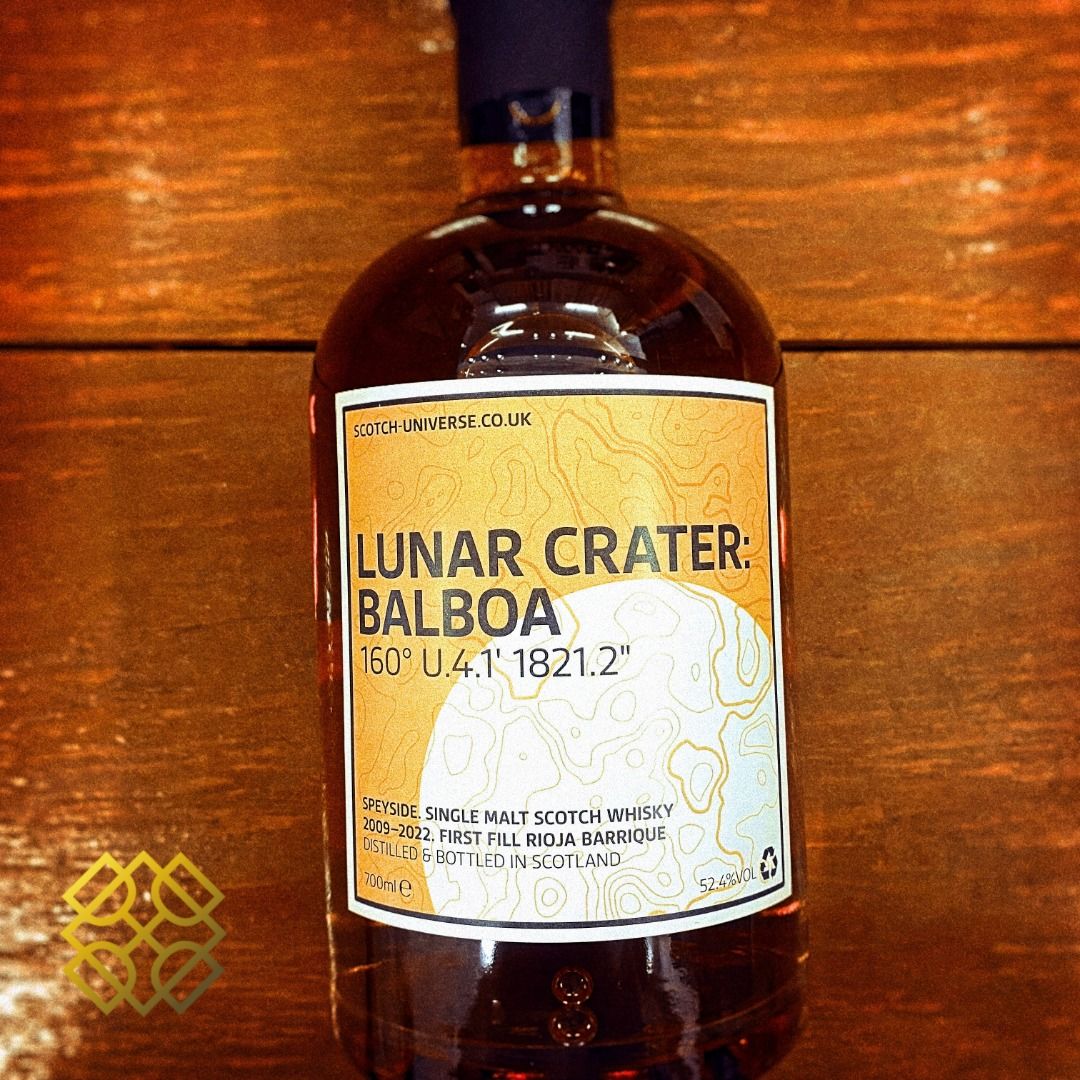 SCOTCH-UNIVERSE.CO.UK
LUNAR CRATER:
BALBOA
160° U.4.1' 1821.2"
SPEYSIDE. SINGLE MALT SCOTCH WHISKY
2009–2022. FIRST FILL RIOJA BARRIQUE
DISTILLED & BOTTLED IN SCOTLAND
700ml ℮
52.4%VOL